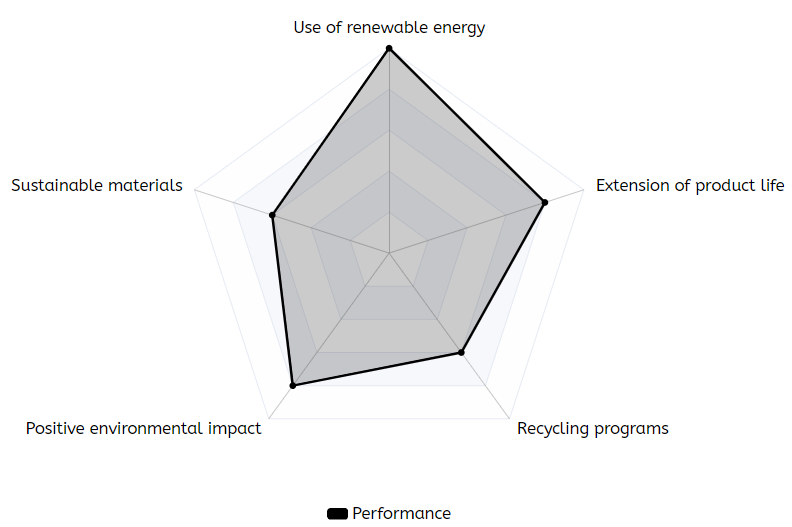 Use of renewable energy
Sustainable materials
Extension of product life
Positive environmental impact
Recycling programs
Performance